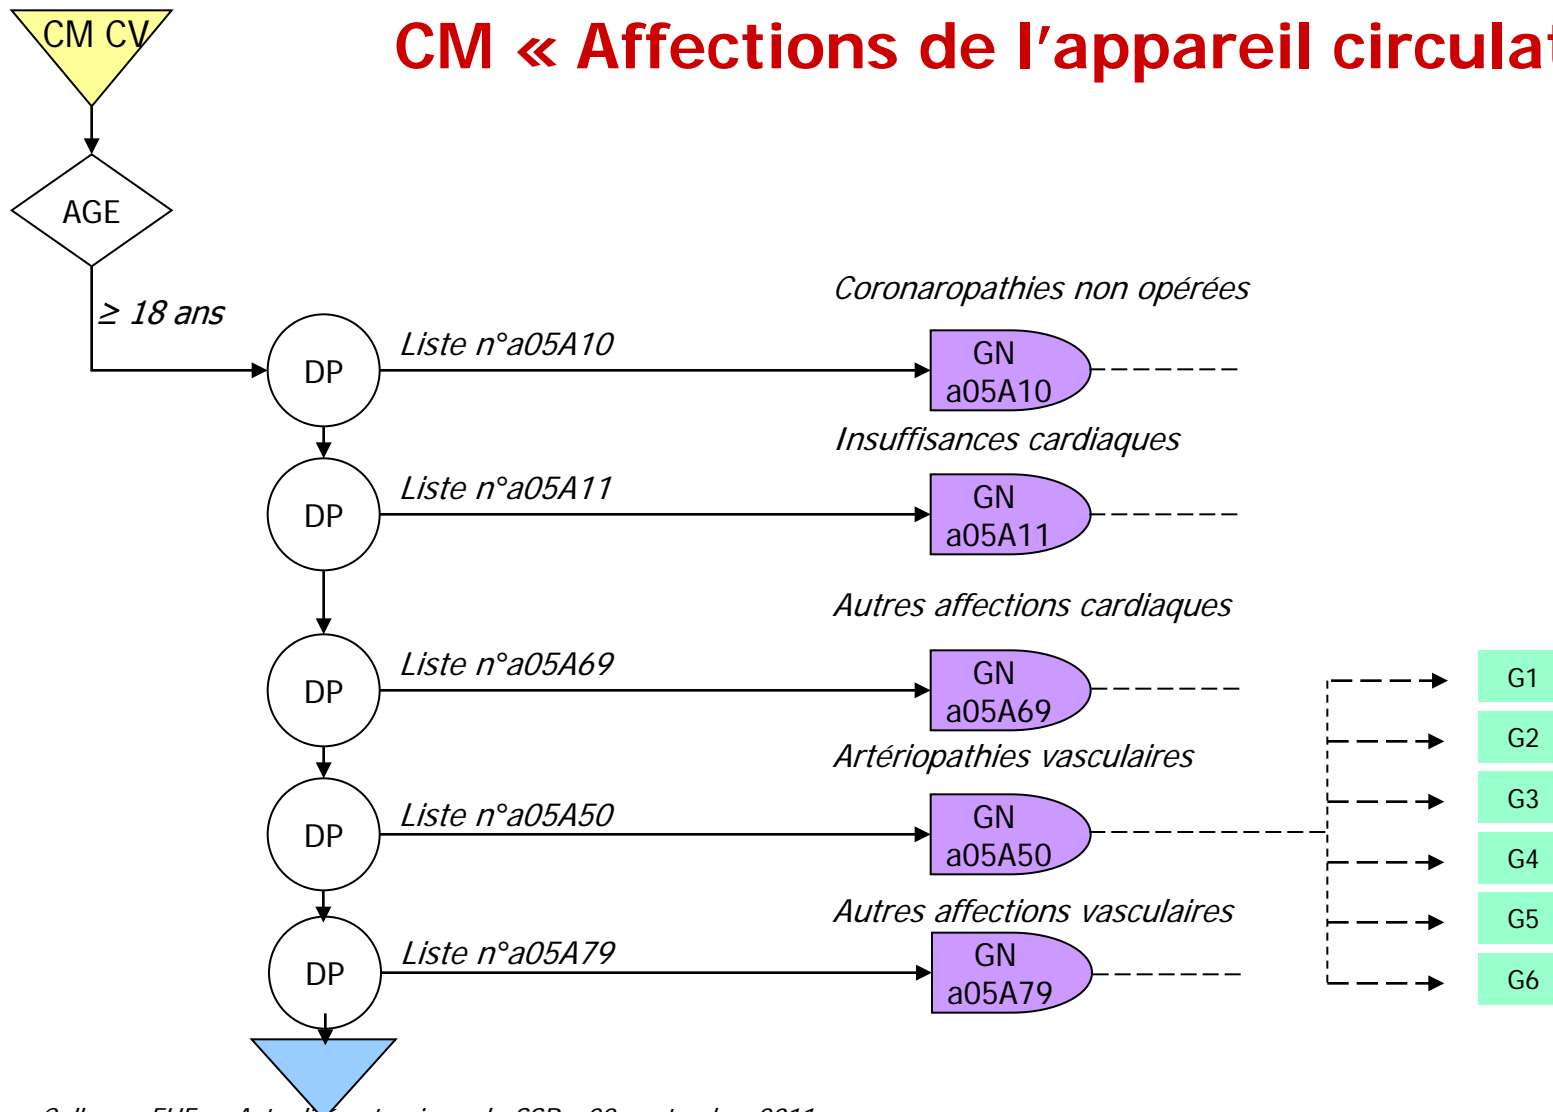 CM CV
CM « Affections de l'appareil
AGE
≥ 18 ans
Coronaropathies non opérées
DP
Liste n°a05A10
GN
a05A10
Insuffisances cardiaques
DP
Liste n°a05A11
GN
a05A11
Autres affections cardiaques
DP
Liste n°a05A69
GN
a05A69
Artériopathies vasculaires
DP
Liste n°a05A50
GN
a05A50
Autres affections vasculaires
DP
Liste n°a05A79
GN
a05A79
G1
G2
G3
G4
G5
G6